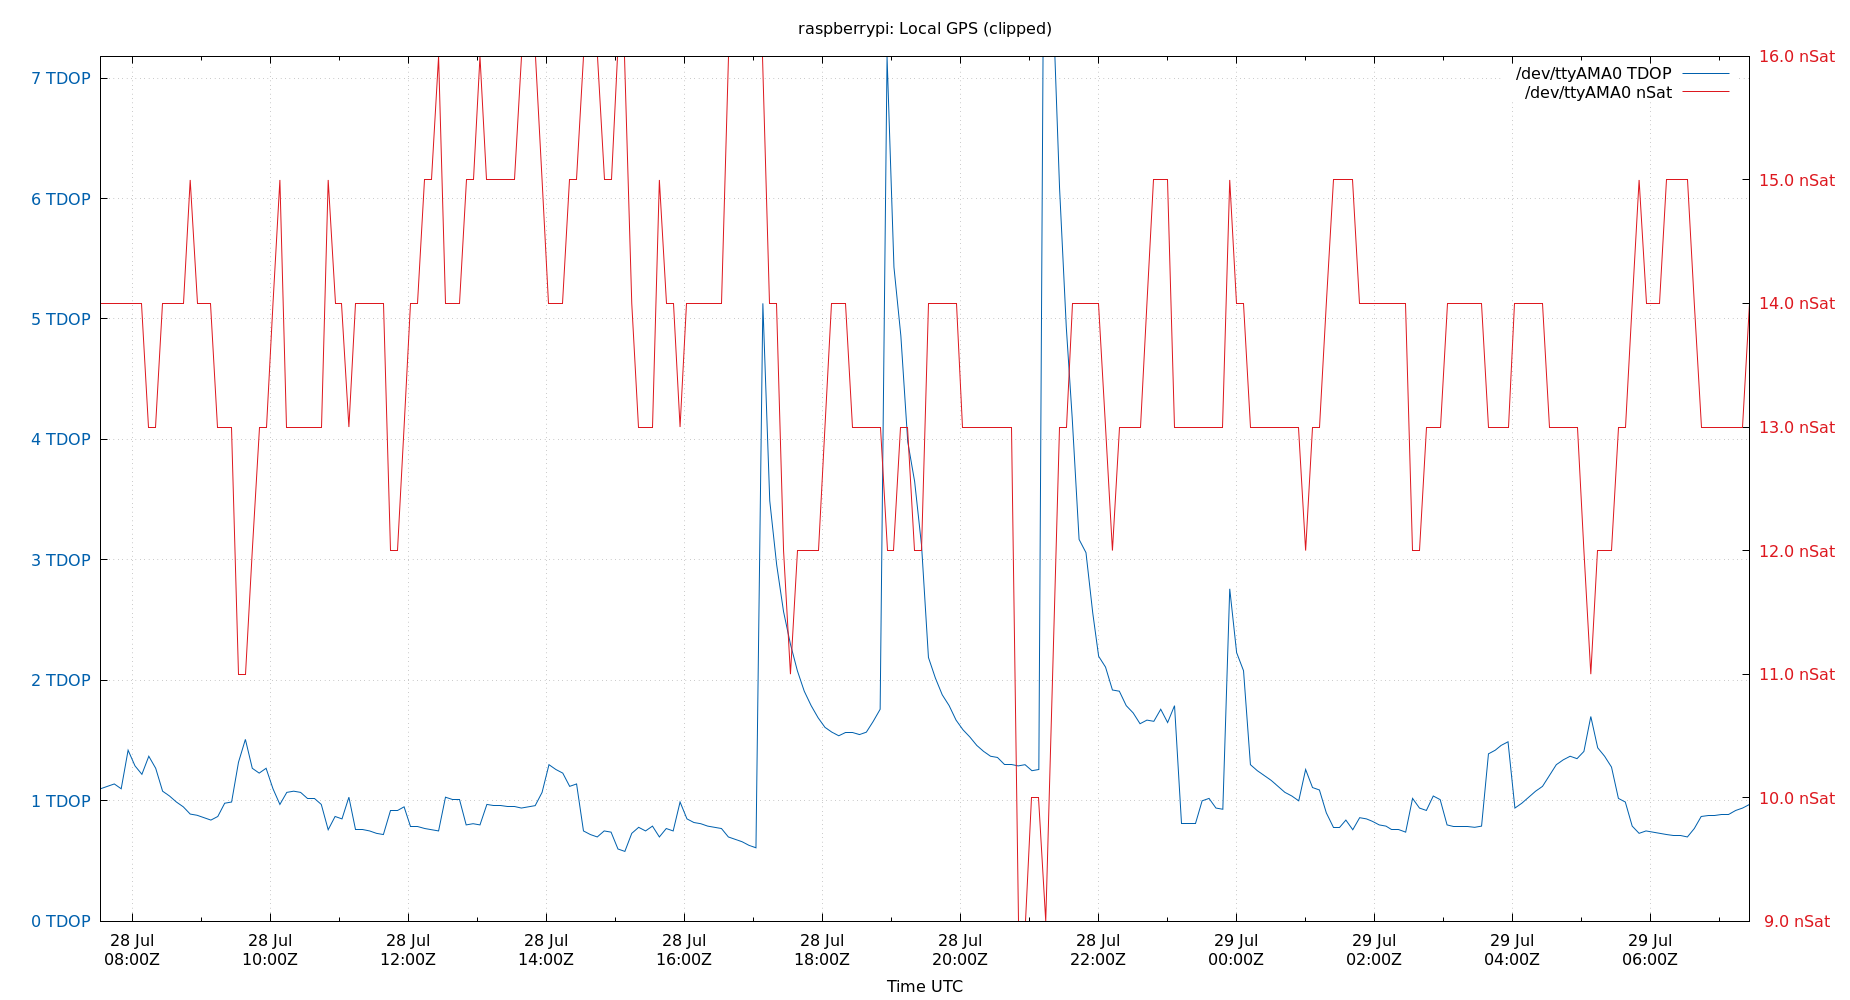 raspberrypi: Local GPS (clipped)
/dev/ttyAMA0 TDOP
/dev/ttyAMA0 nSat
7 TDOP
6 TDOP
5 TDOP
4 TDOP
3 TDOP
2 TDOP
1 TDOP
0 TDOP
16.0 nSat
15.0 nSat
14.0 nSat
13.0 nSat
12.0 nSat
11.0 nSat
10.0 nSat
9.0 nSat
28 Jul 28 Jul 28 Jul 28 Jul 28 Jul 28 Jul 28 Jul 28 Jul 29 Jul 29 Jul 29 Jul 29 Jul
08:00Z 10:00Z 12:00Z 14:00Z 16:00Z 18:00Z 20:00Z 22:00Z 00:00Z 02:00Z 04:00Z 06:00Z
Time UTC